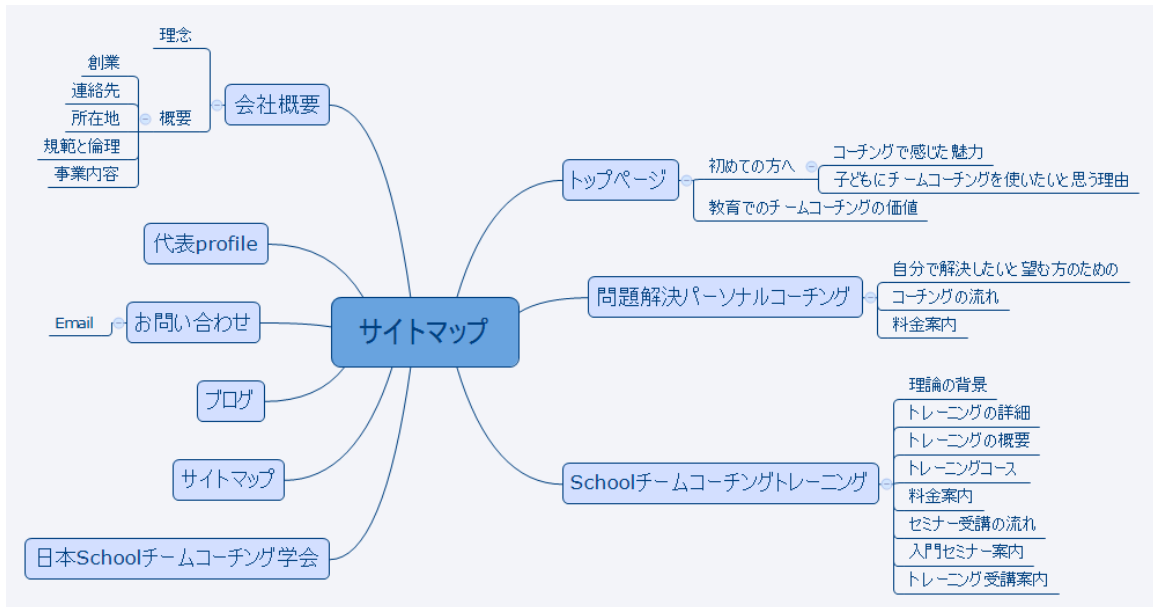 サイトマップ
トップページ
初めての方へ
コーチングで感じた魅力
子どもにチームコーチングを使いたいと思う理由
教育でのチームコーチングの価値
問題解決パーソナルコーチング
自分で解決したいと望む方のための
コーチングの流れ
料金案内
Schoolチームコーチングトレーニング
理論の背景
トレーニングの詳細
トレーニングの概要
トレーニングコース
料金案内
セミナー受講の流れ
入門セミナー案内
トレーニング受講案内
会社概要
理念
概要
創業
連絡先
所在地
規範と倫理
事業内容
代表profile
お問い合わせ
Email
ブログ
サイトマップ
日本Schoolチームコーチング学会